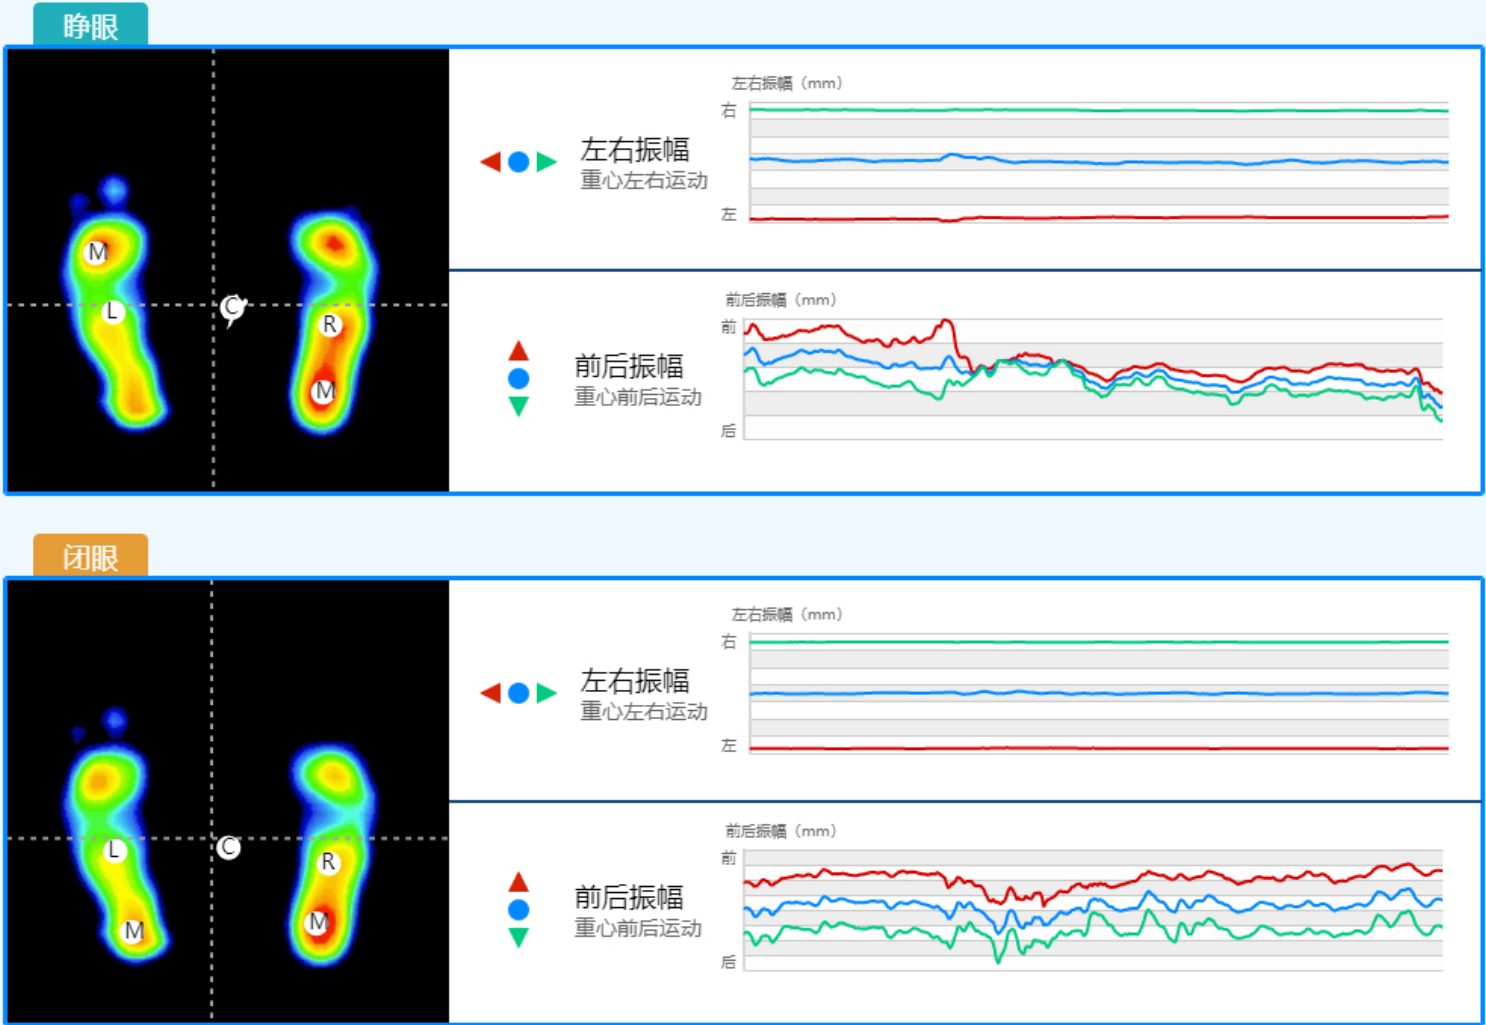 睁眼
左右振幅（mm）
右
左右振幅
重心左右运动
左
M
L
C
R
M
前后振幅（mm）
前
前后振幅
重心前后运动
后
闭眼
左右振幅（mm）
右
左右振幅
重心左右运动
左
L
C
R
M
M
前后振幅（mm）
前
前后振幅
重心前后运动
后